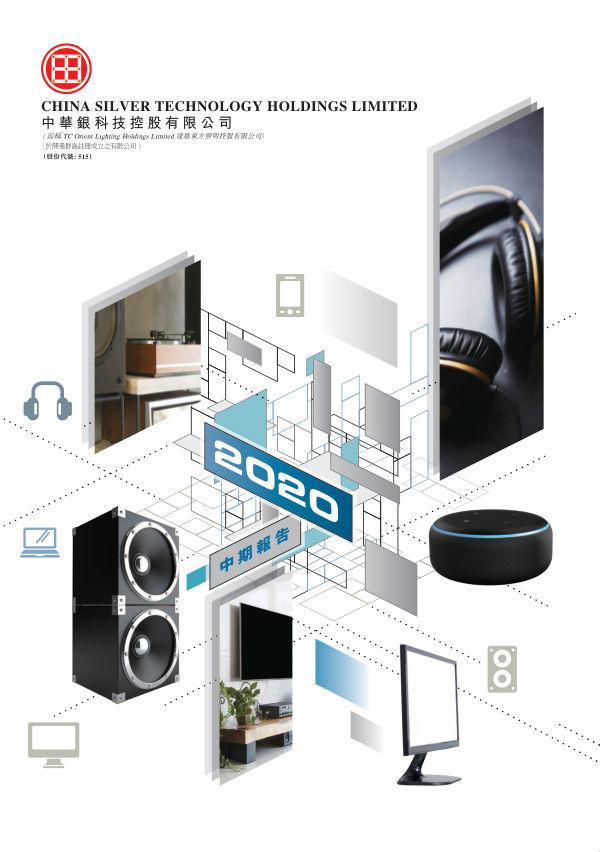 CHINA SILVER TECHNOLOGY HOLDINGS LIMITED
中華銀科技控股有限公司
(前稱 TC Orient Lighting Holdings Limited 達進東方照明控股有限公司)
(於開曼群島註冊成立之有限公司)
(股份代號: 515)
2020
中期報告